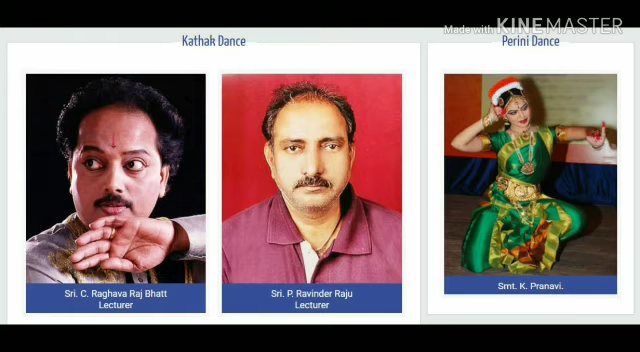 Made with KINEMASTER
Kathak Dance
Perini Dance
Sri. C. Raghava Raj Bhatt
Lecturer
Sri. P. Ravinder Raju
Lecturer
Smt. K. Pranavi.